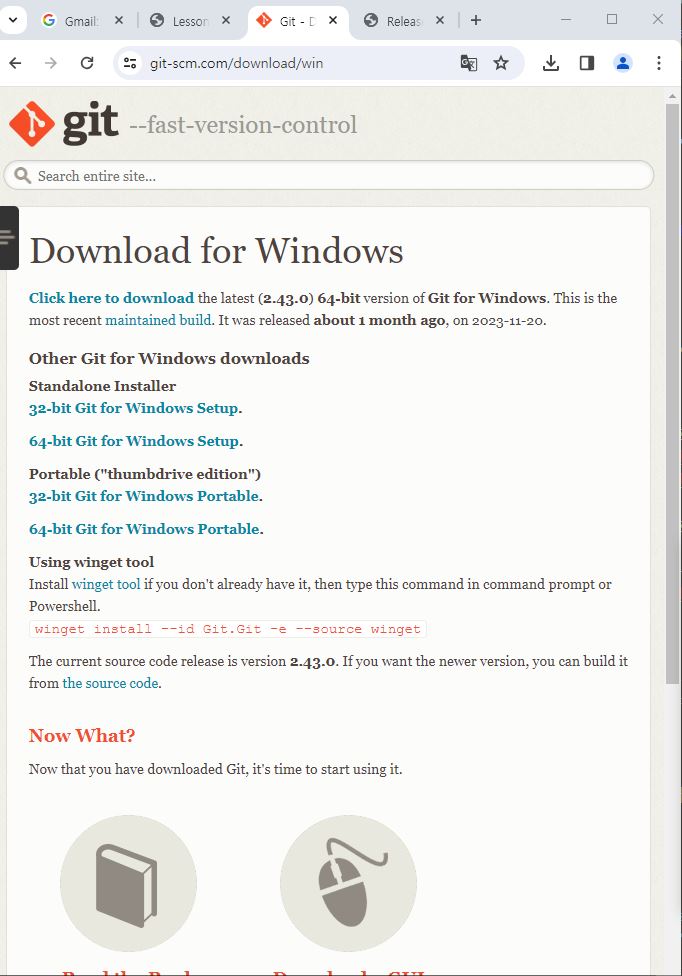 Gmail
Lesson
Git - D
Releas
git-scm.com/download/win
git --fast-version-control
Search entire site...
Download for Windows
Click here to download the latest (2.43.0) 64-bit version of Git for Windows. This is the
most recent maintained build. It was released about 1 month ago, on 2023-11-20.
Other Git for Windows downloads
Standalone Installer
32-bit Git for Windows Setup.
64-bit Git for Windows Setup.
Portable ("thumbdrive edition")
32-bit Git for Windows Portable.
64-bit Git for Windows Portable.
Using winget tool
Install winget tool if you don't already have it, then type this command in command prompt or
Powershell.
winget install --id Git.Git -e --source winget
The current source code release is version 2.43.0. If you want the newer version, you can build it
from the source code.
Now What?
Now that you have downloaded Git, it's time to start using it.